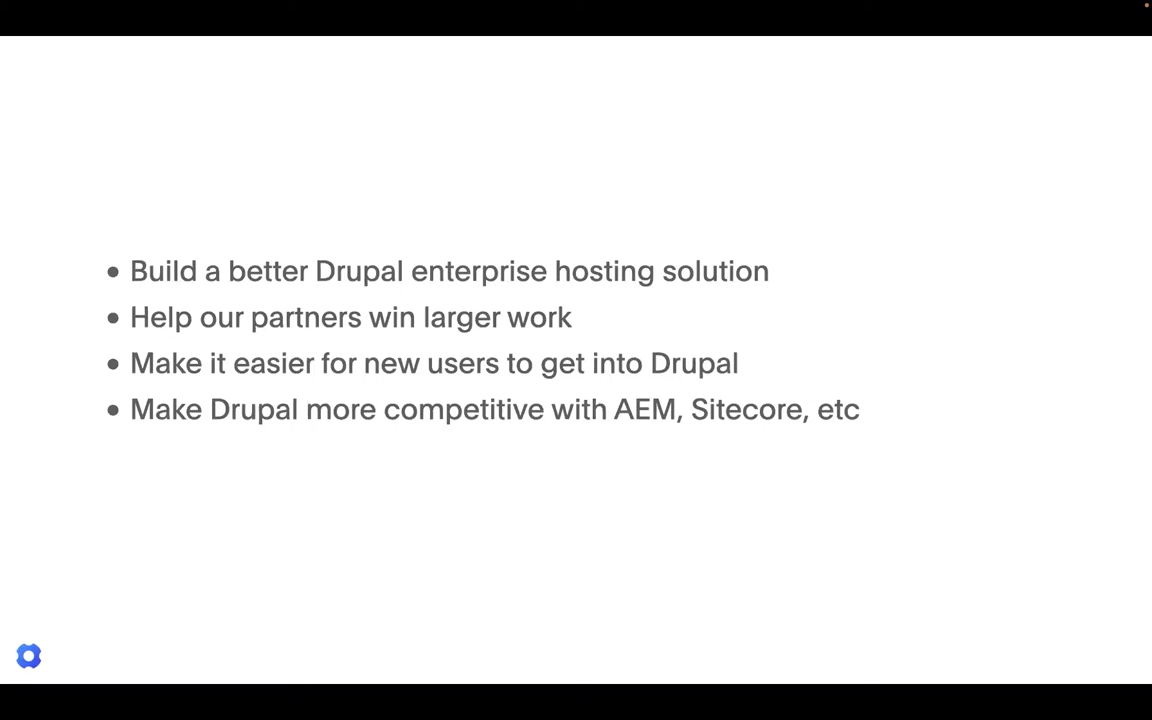 • Build a better Drupal enterprise hosting solution
• Help our partners win larger work
• Make it easier for new users to get into Drupal
• Make Drupal more competitive with AEM, Sitecore, etc